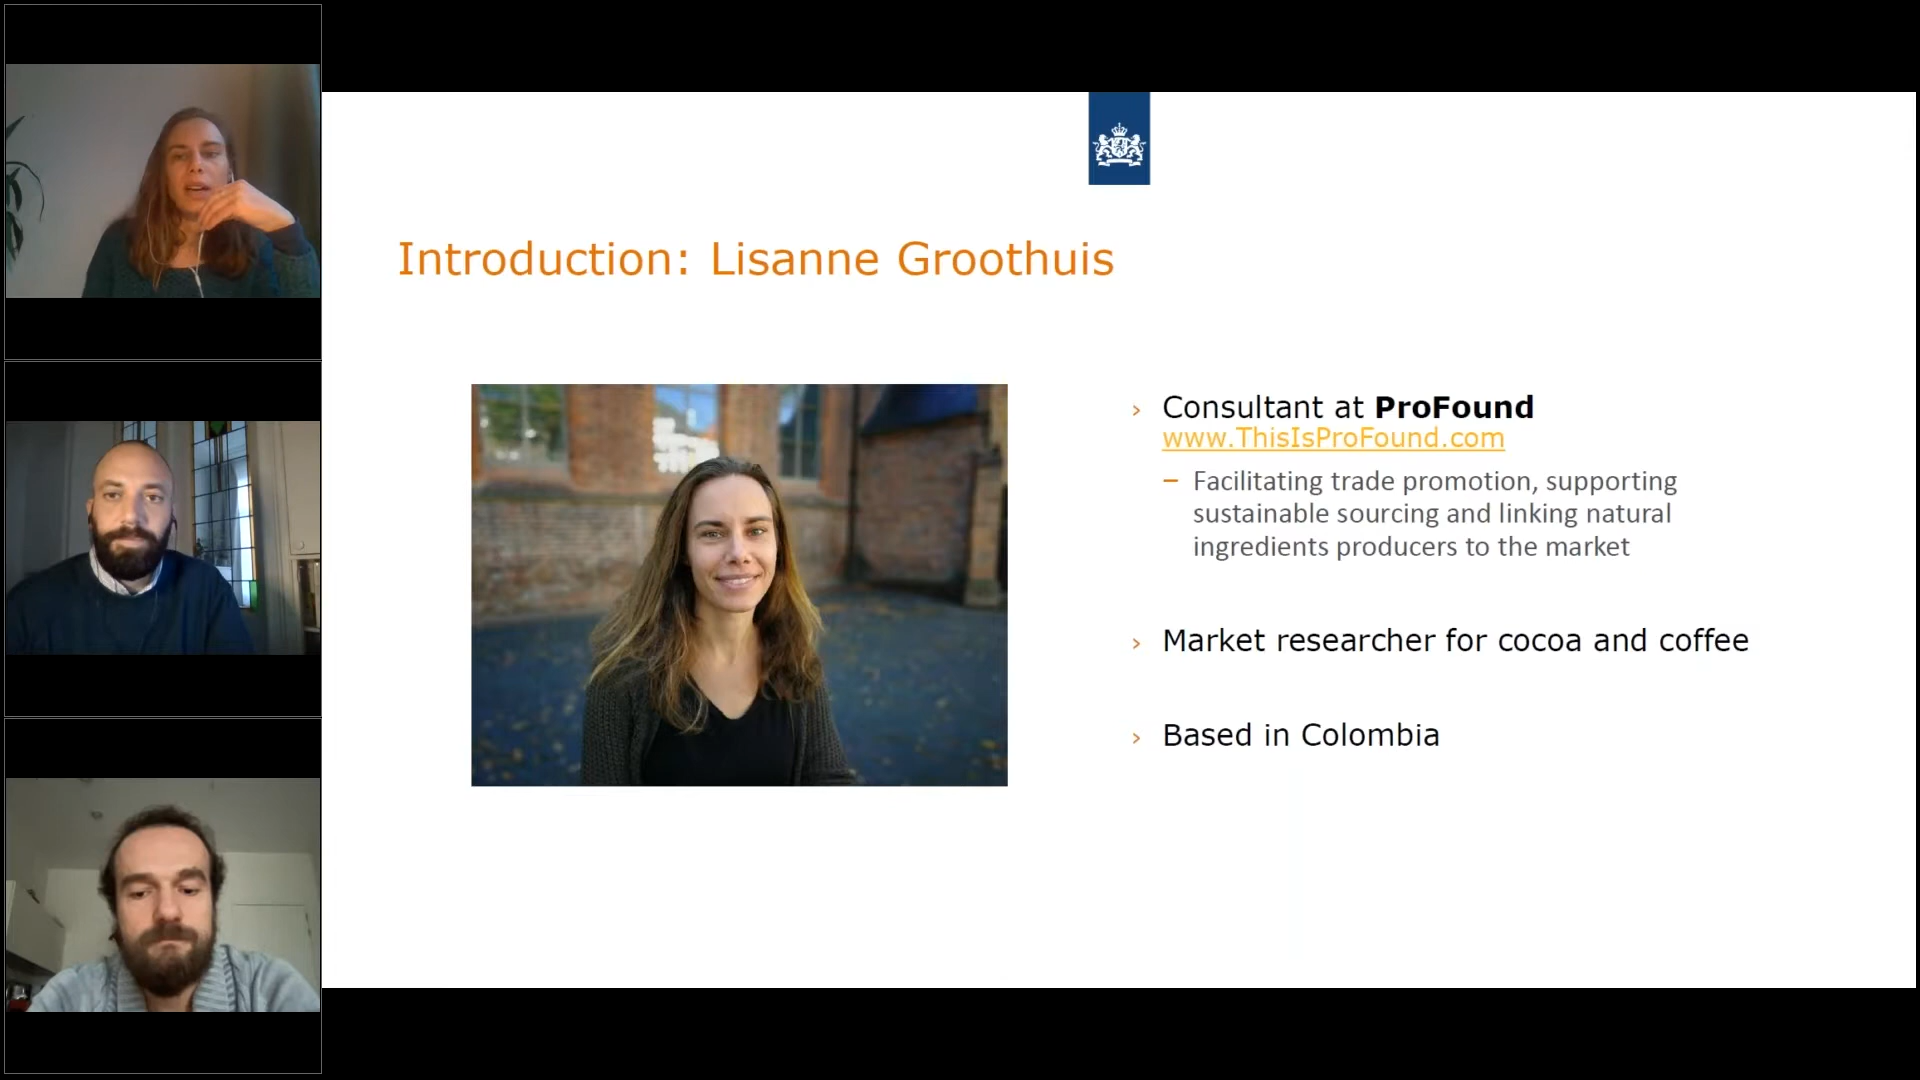 Introduction: Lisanne Groothuis
› Consultant at ProFound
www.ThisIsProFound.com
– Facilitating trade promotion, supporting
sustainable sourcing and linking natural
ingredients producers to the market
› Market researcher for cocoa and coffee
› Based in Colombia